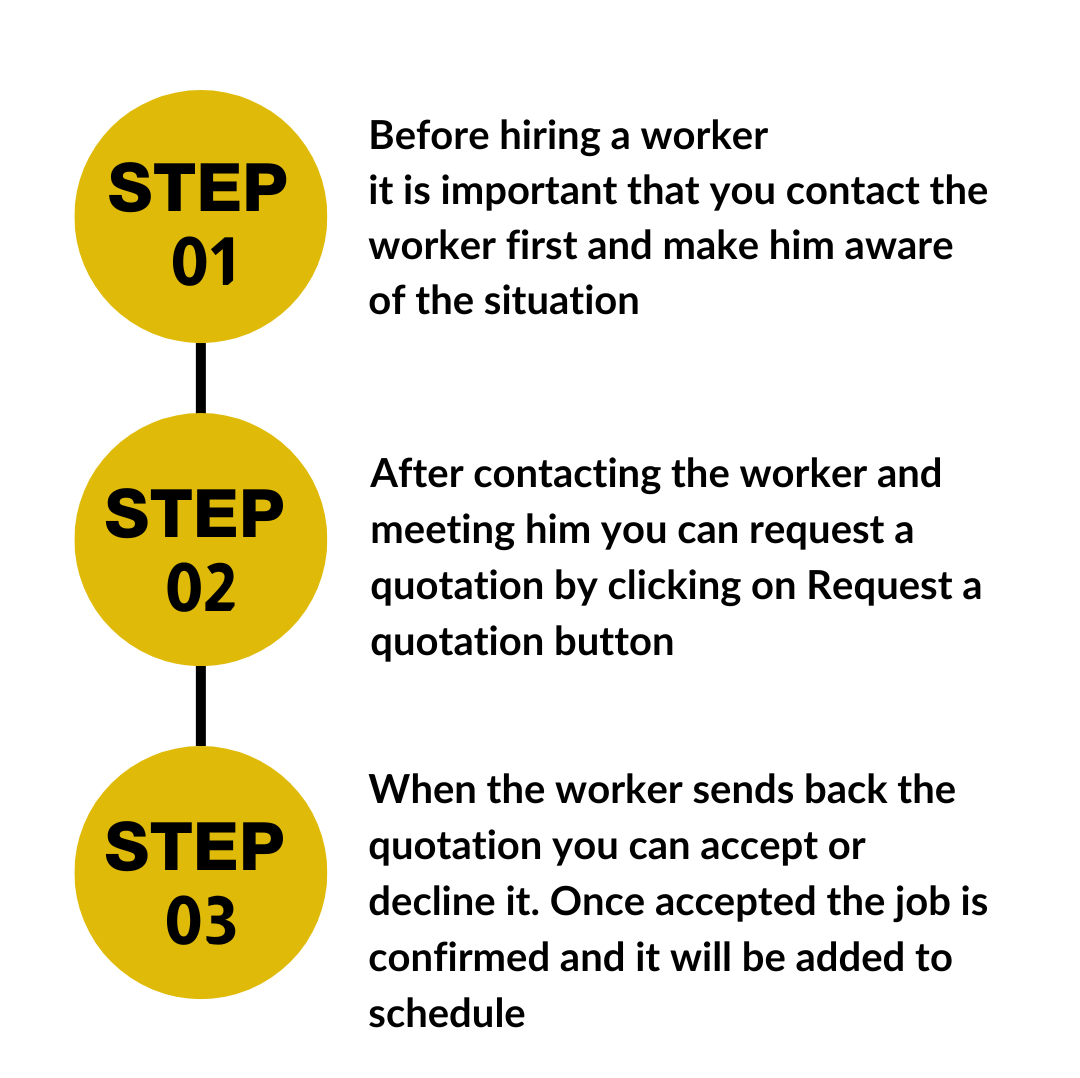 STEP
01
Before hiring a worker
it is important that you contact the
worker first and make him aware
of the situation
STEP
02
After contacting the worker and
meeting him you can request a
quotation by clicking on Request a
quotation button
STEP
03
When the worker sends back the
quotation you can accept or
decline it. Once accepted the job is
confirmed and it will be added to
schedule